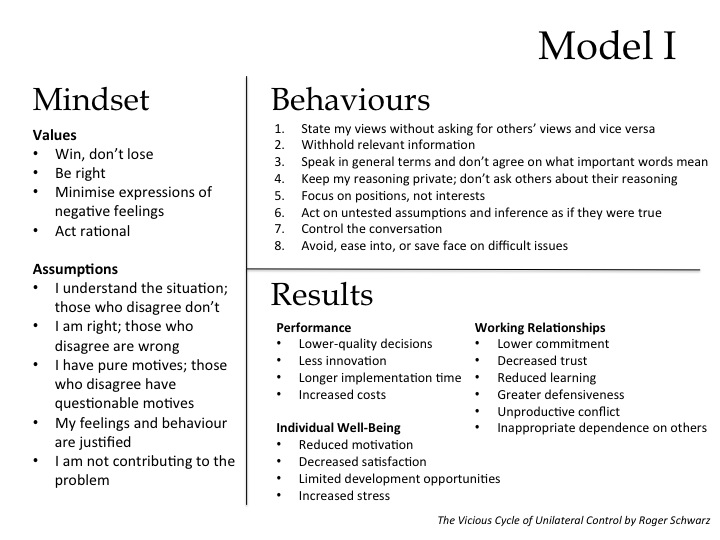 Model I
Mindset
Values
• Win, don’t lose
• Be right
• Minimise expressions of
negative feelings
• Act rational
Assumptions
• I understand the situation;
those who disagree don’t
• I am right; those who
disagree are wrong
• I have pure motives; those
who disagree have
questionable motives
• My feelings and behaviour
are justified
• I am not contributing to the
problem
Behaviours
1. State my views without asking for others’ views and vice versa
2. Withhold relevant information
3. Speak in general terms and don’t agree on what important words mean
4. Keep my reasoning private; don’t ask others about their reasoning
5. Focus on positions, not interests
6. Act on untested assumptions and inference as if they were true
7. Control the conversation
8. Avoid, ease into, or save face on difficult issues
Results
Performance
• Lower-quality decisions
• Less innovation
• Longer implementation time
• Increased costs
Individual Well-Being
• Reduced motivation
• Decreased satisfaction
• Limited development opportunities
• Increased stress
Working Relationships
• Lower commitment
• Decreased trust
• Reduced learning
• Greater defensiveness
• Unproductive conflict
• Inappropriate dependence on others
The Vicious Cycle of Unilateral Control by Roger Schwarz